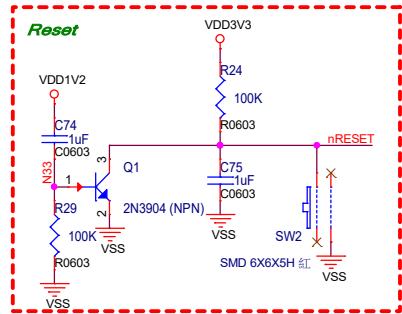 Reset
VDD3V3
VDD1V2
R24
100K
R0603
C74
1uF
C0603
nRESET
N33
3
Q1
1
2
2N3904 (NPN)
C75
1uF
C0603
R29
100K
R0603
VSS
VSS
VSS
SW2
SMD 6X6X5H 紅
VSS